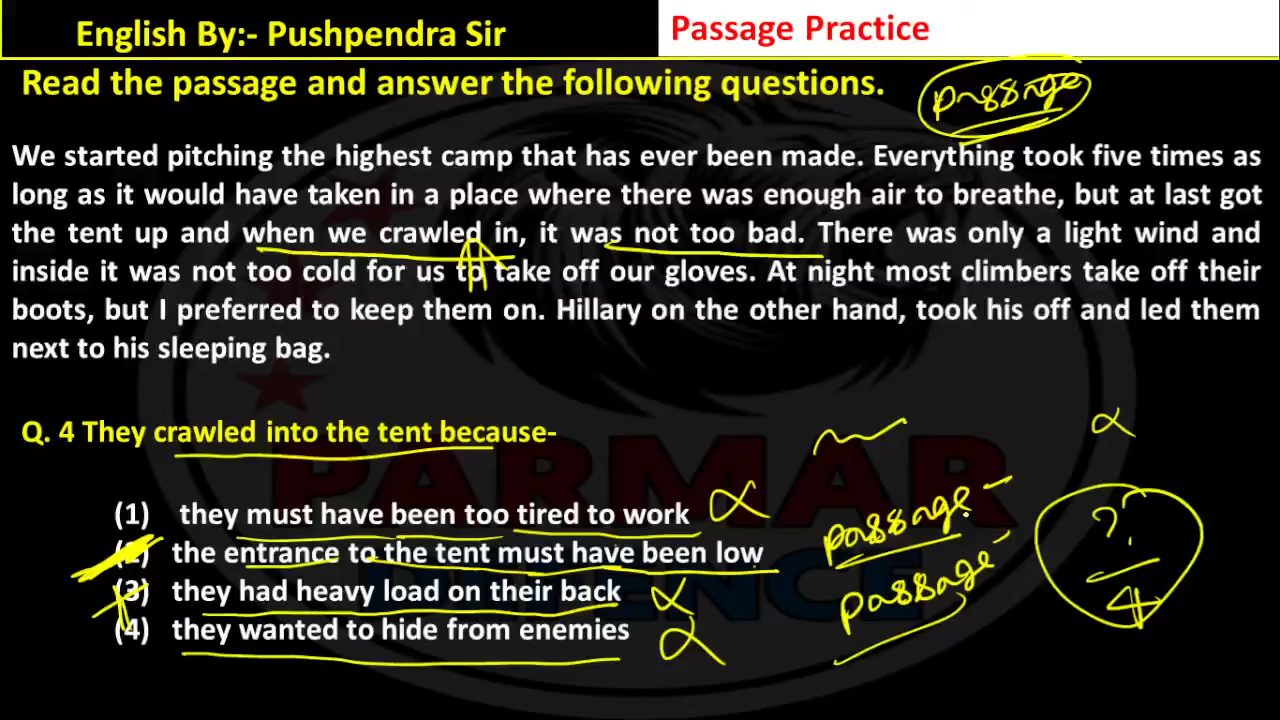 English By:- Pushpendra Sir
Passage Practice
Read the passage and answer the following questions.
passage
We started pitching the highest camp that has ever been made. Everything took five times as
long as it would have taken in a place where there was enough air to breathe, but at last got
the tent up and when we crawled in, it was not too bad. There was only a light wind and
inside it was not too cold for us to take off our gloves. At night most climbers take off their
boots, but I preferred to keep them on. Hillary on the other hand, took his off and led them
next to his sleeping bag.
Q. 4 They crawled into the tent because-
(1) they must have been too tired to work
(2) the entrance to the tent must have been low
(3) they had heavy load on their back
(4) they wanted to hide from enemies
passage
passage
??
4
PARMAR